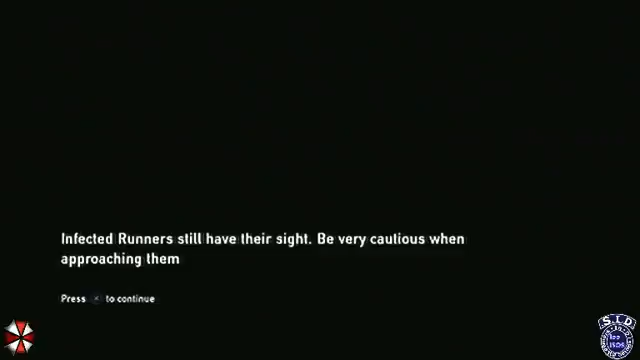 Infected Runners still have their sight. Be very cautious when
approaching them
Press × to continue
S.I.D